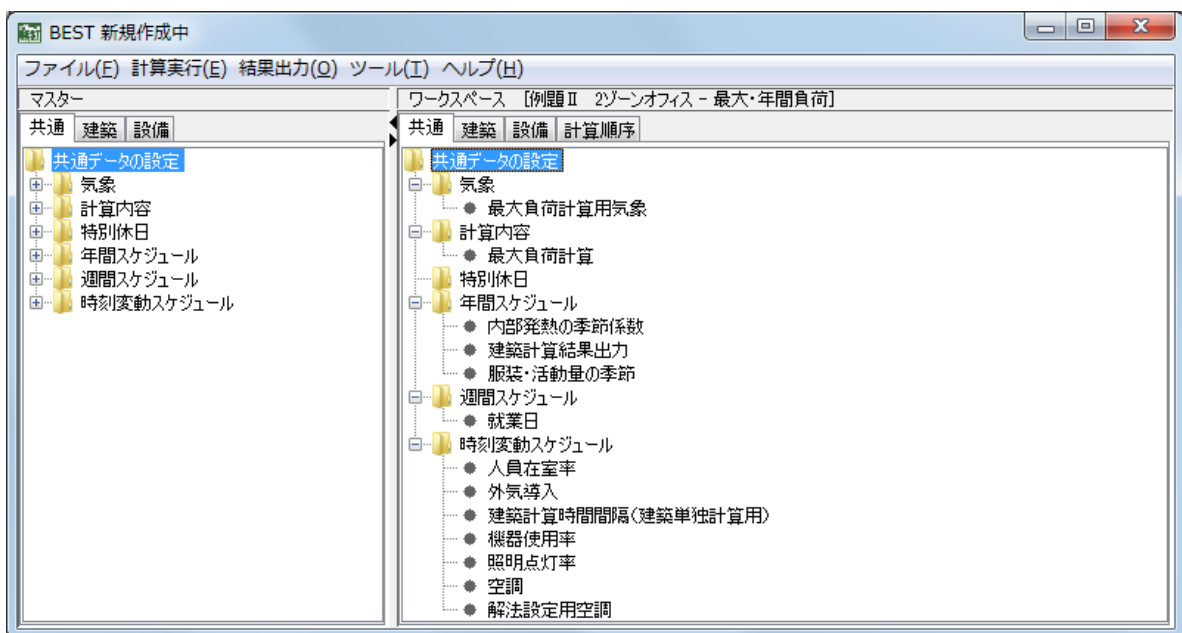 BEST 新規作成中
ファイル(F) 計算実行(E) 結果出力(O) ツール(T) ヘルプ(H)
マスター
共通 建築 設備
共通データの設定
気象
計算内容
特別休日
年間スケジュール
週間スケジュール
時刻変動スケジュール
ワークスペース [例題Ⅱ 2ゾーンオフィス - 最大・年間負荷]
共通 建築 設備 計算順序
共通データの設定
気象
最大負荷計算用気象
計算内容
最大負荷計算
特別休日
年間スケジュール
内部発熱の季節係数
建築計算結果出力
服装・活動量の季節
週間スケジュール
就業日
時刻変動スケジュール
人員在室率
外気導入
建築計算時間間隔(建築単独計算用)
機器使用率
照明点灯率
空調
解法設定用空調